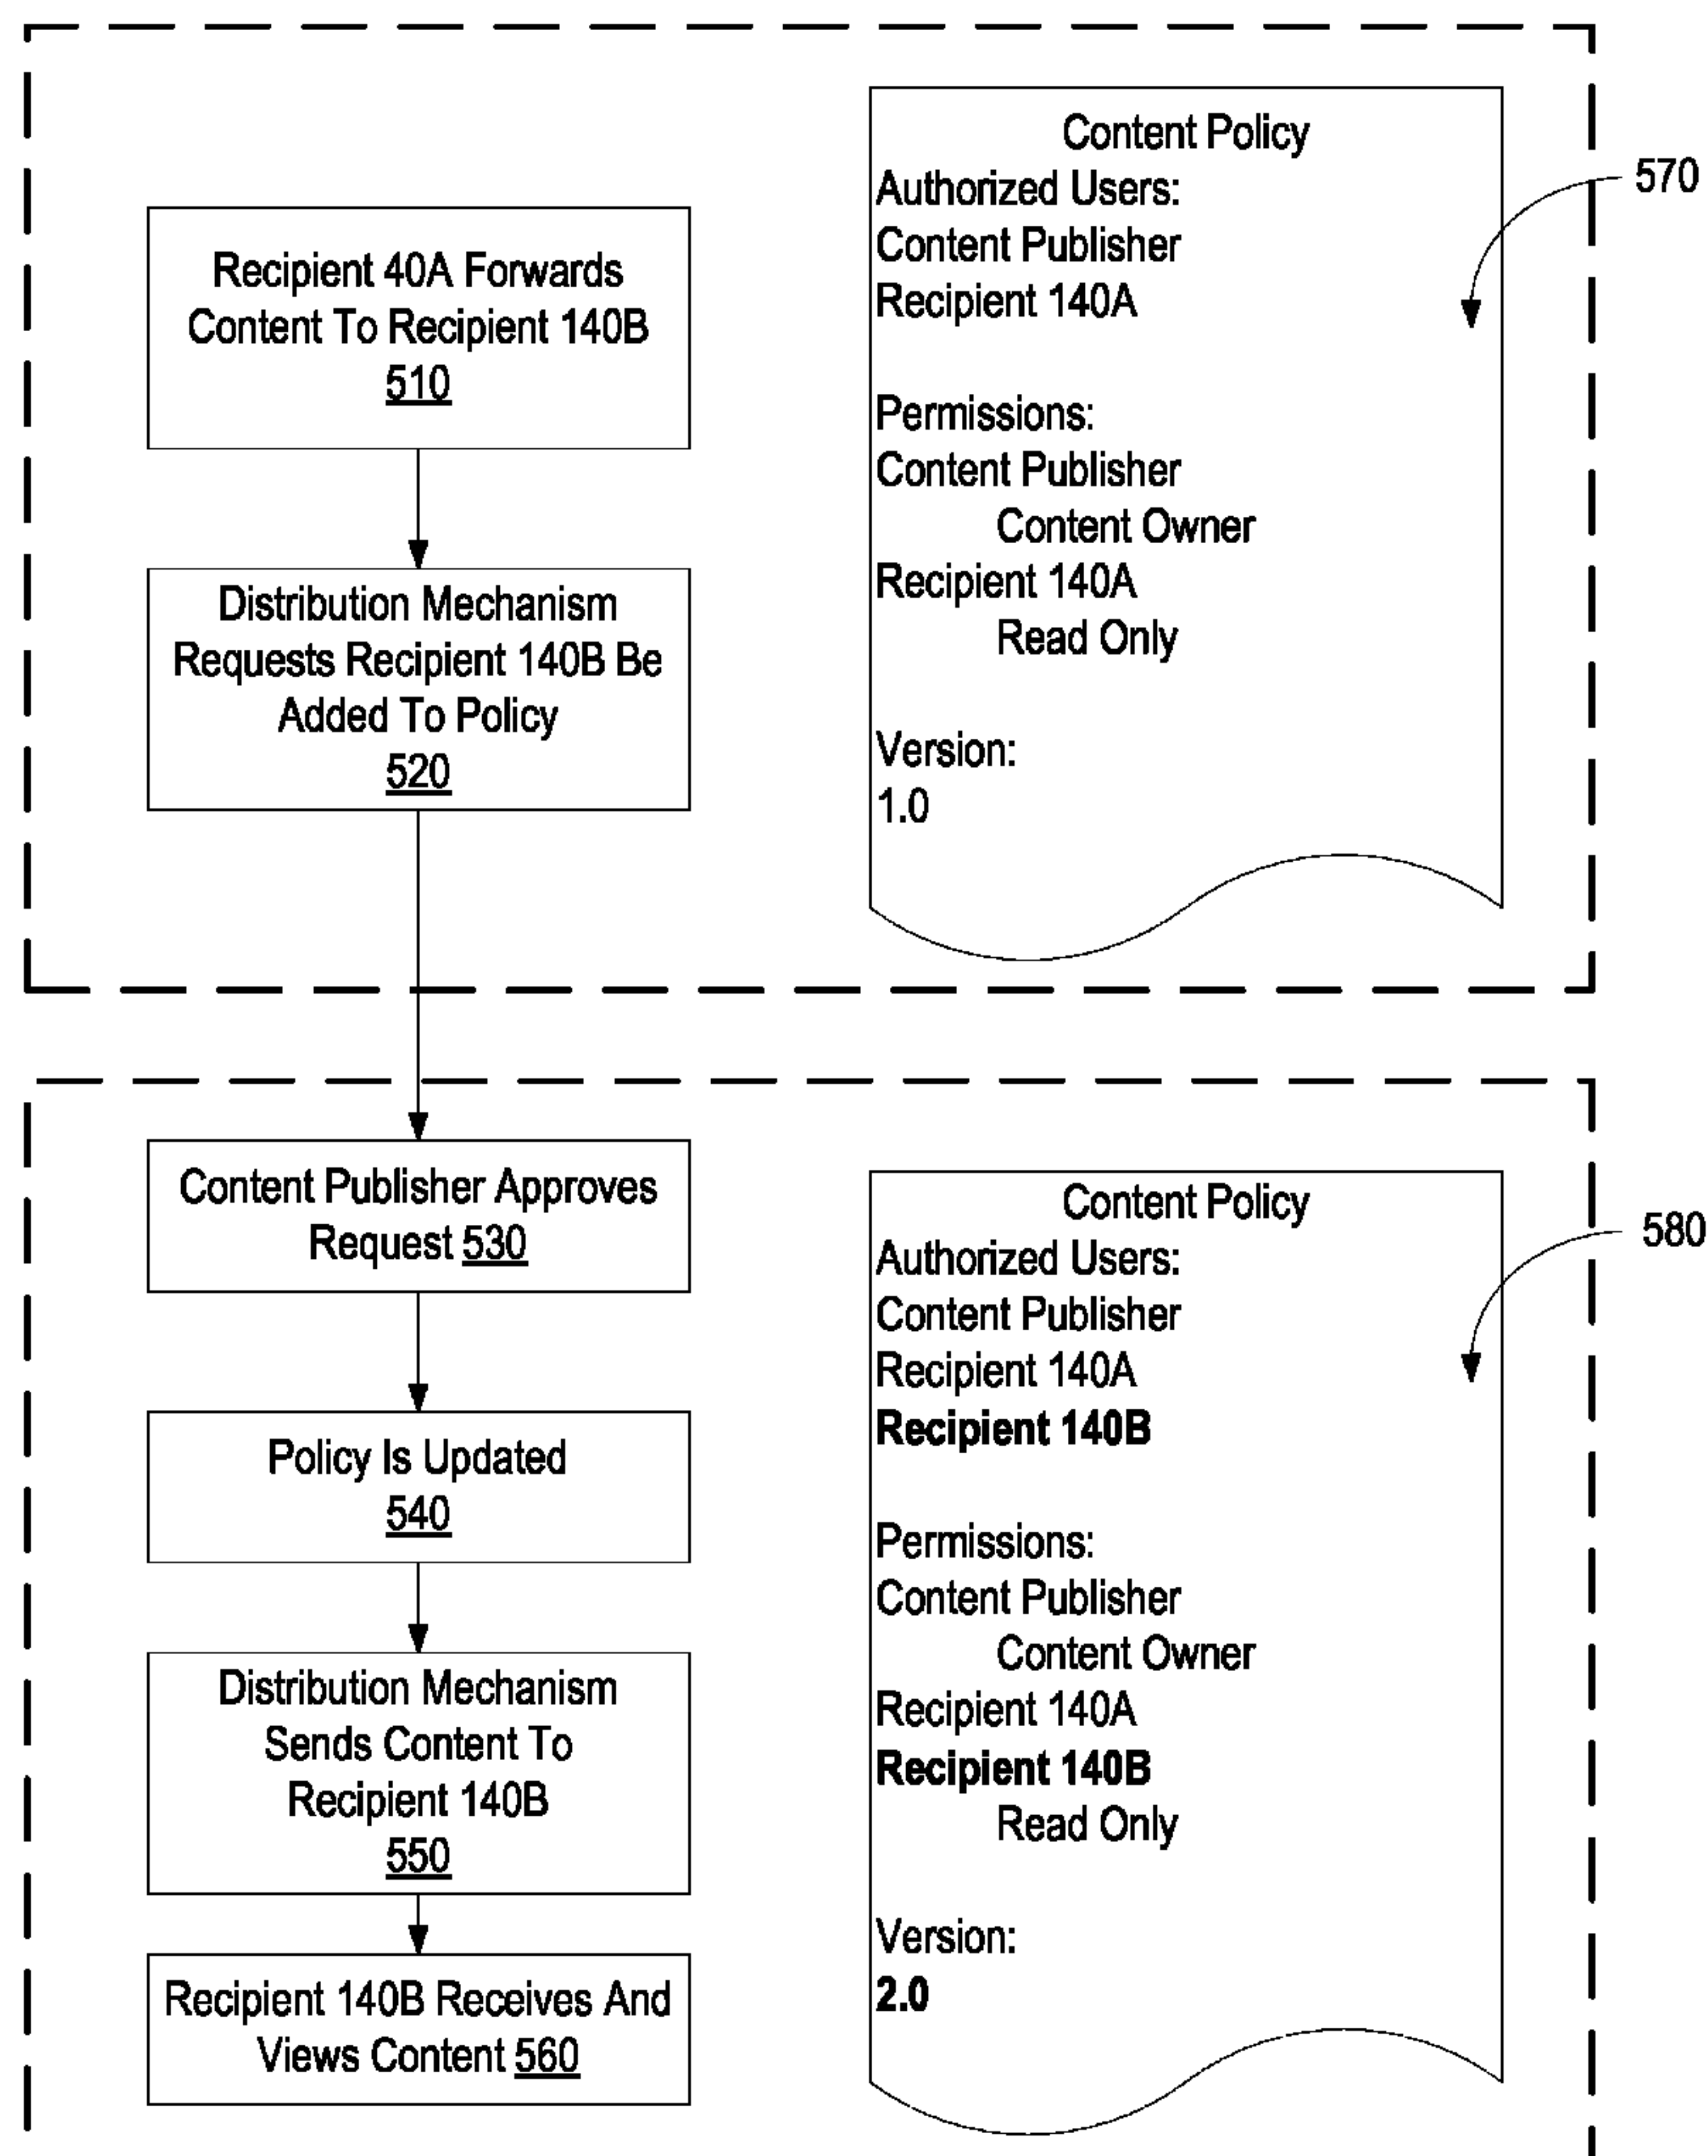 Recipient 40A Forwards
Content To Recipient 140B
510
Distribution Mechanism
Requests Recipient 140B Be
Added To Policy
520
Content Policy
Authorized Users:
Content Publisher
Recipient 140A
Permissions:
Content Publisher
Content Owner
Recipient 140A
Read Only
Version:
1.0
570
Content Publisher Approves
Request 530
Policy Is Updated
540
Distribution Mechanism
Sends Content To
Recipient 140B
550
Recipient 140B Receives And
Views Content 560
Content Policy
Authorized Users:
Content Publisher
Recipient 140A
Recipient 140B
Permissions:
Content Publisher
Content Owner
Recipient 140A
Recipient 140B
Read Only
Version:
2.0
580